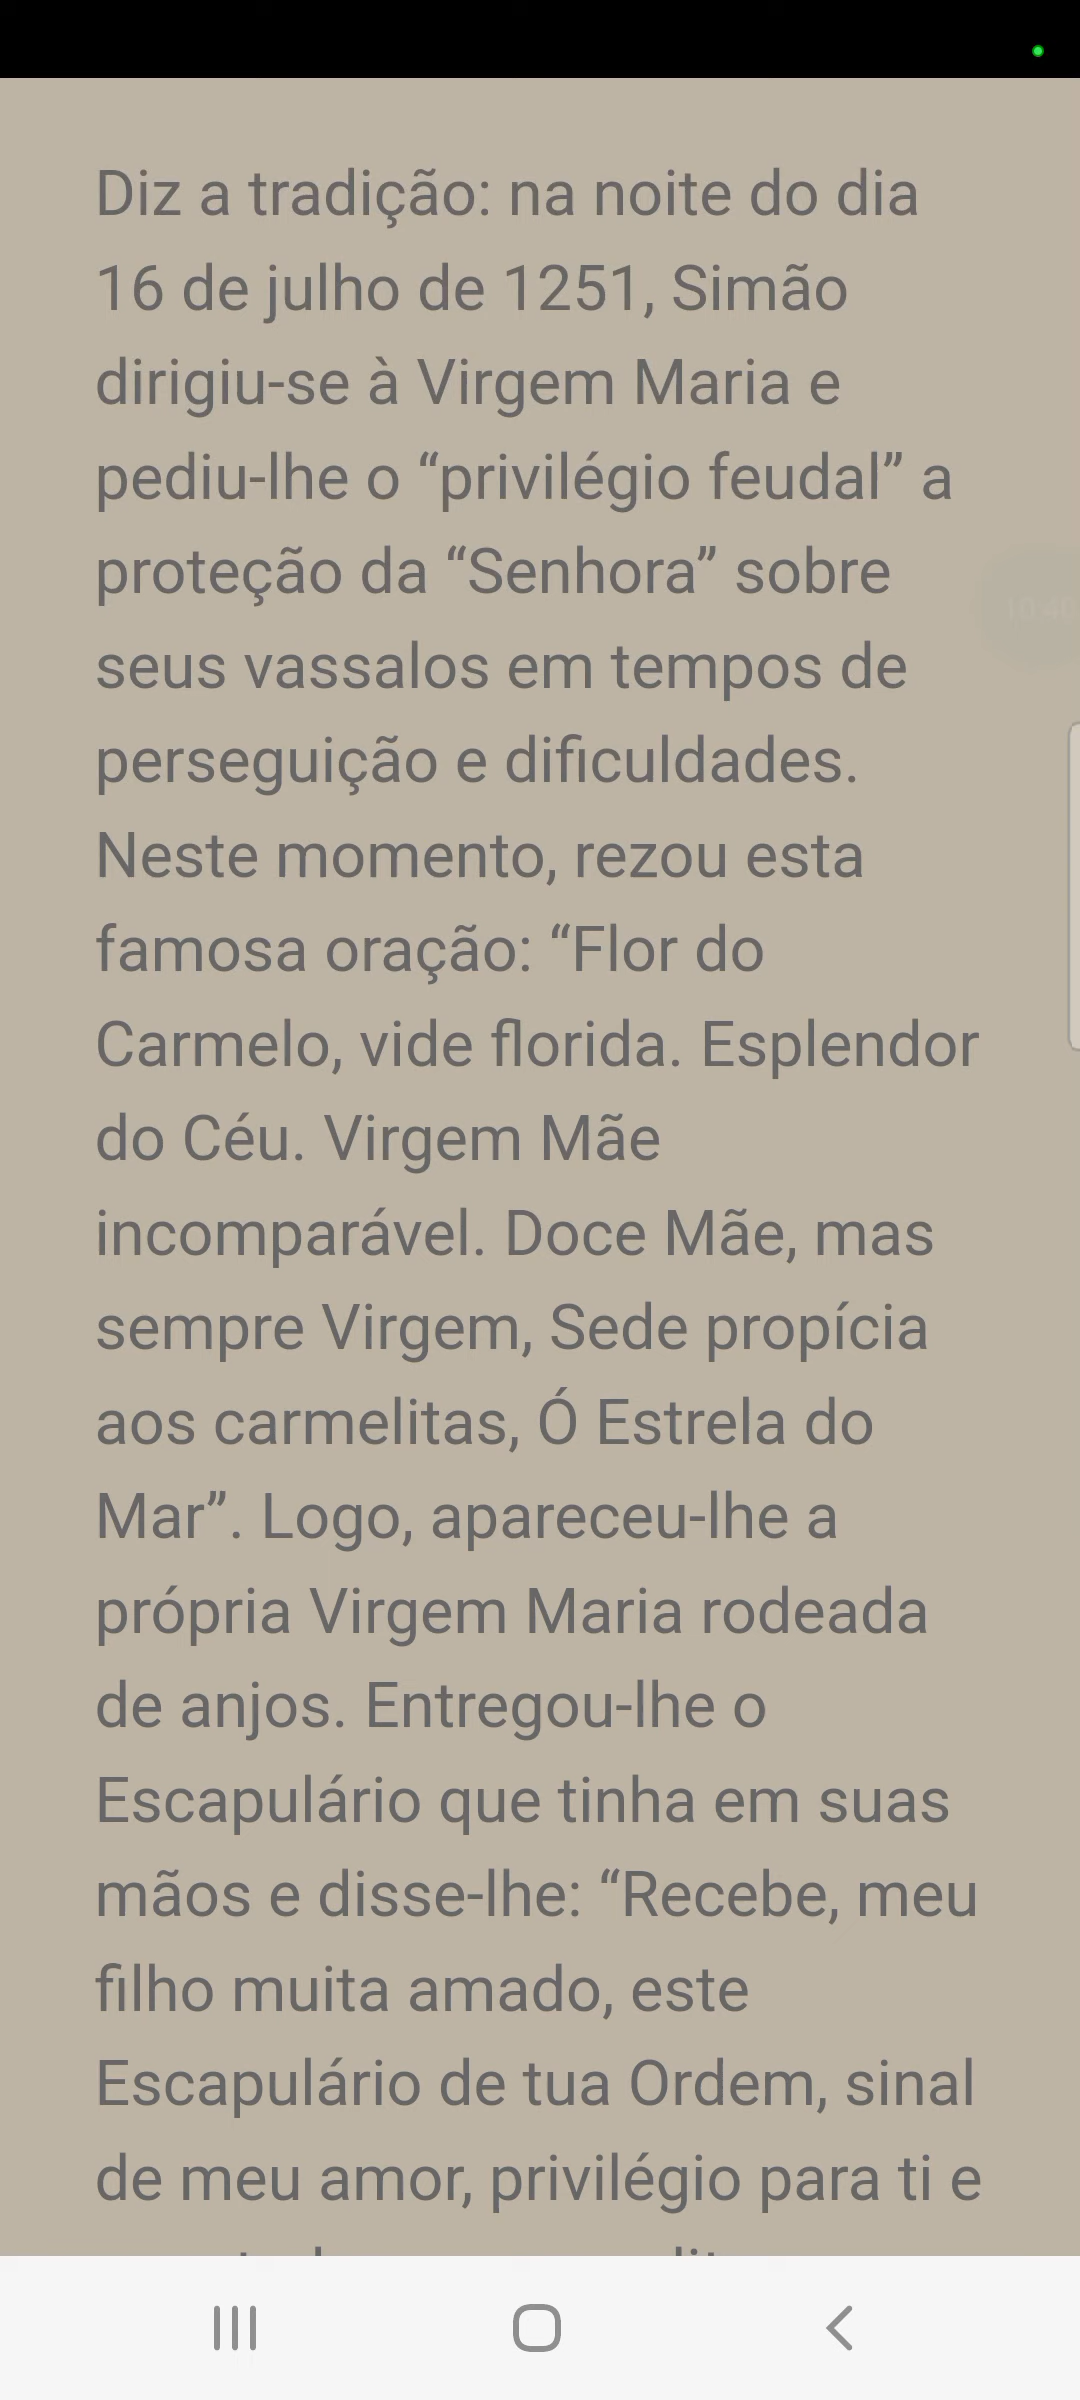 Diz a tradição: na noite do dia
16 de julho de 1251, Simão
dirigiu-se à Virgem Maria e
pediu-lhe o “privilégio feudal” a
proteção da “Senhora” sobre
seus vassalos em tempos de
perseguição e dificuldades.
Neste momento, rezou esta
famosa oração: “Flor do
Carmelo, vide florida. Esplendor
do Céu. Virgem Mãe
incomparável. Doce Mãe, mas
sempre Virgem, Sede propícia
aos carmelitas, Ó Estrela do
Mar”. Logo, apareceu-lhe a
própria Virgem Maria rodeada
de anjos. Entregou-lhe o
Escapulário que tinha em suas
mãos e disse-lhe: “Recebe, meu
filho muita amado, este
Escapulário de tua Ordem, sinal
de meu amor, privilégio para ti e